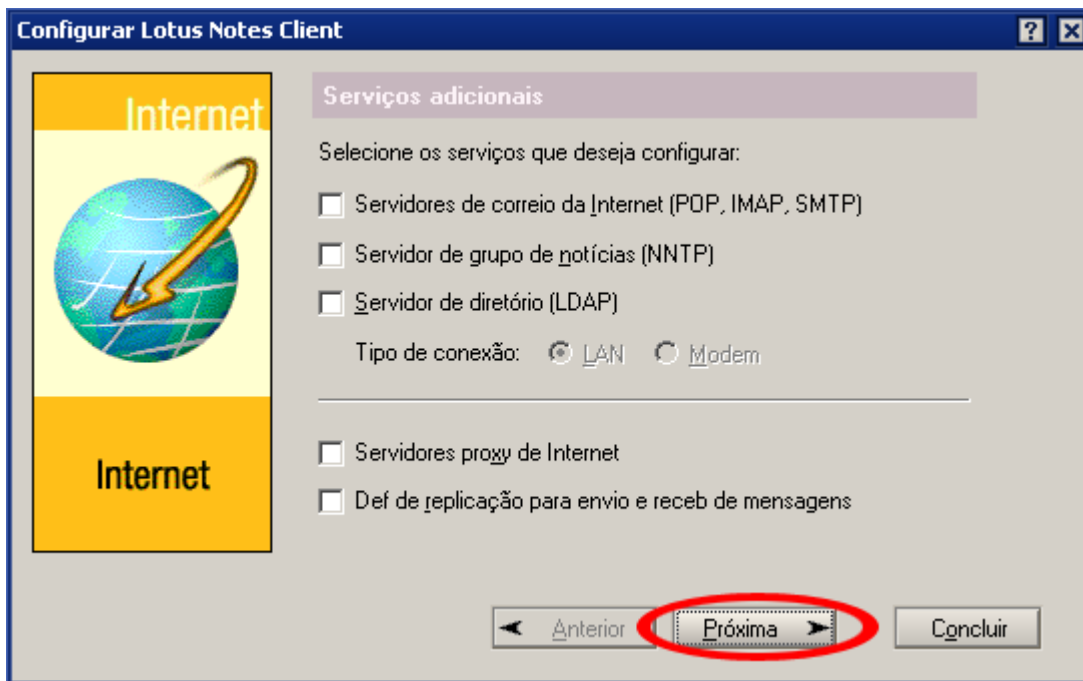 Configurar Lotus Notes Client
Internet
Serviços adicionais
Selecione os serviços que deseja configurar:
Servidores de correio da Internet (POP, IMAP, SMTP)
Servidor de grupo de notícias (NNTP)
Servidor de diretório (LDAP)
Tipo de conexão: LAN Modem
Internet
Servidores proxy de Internet
Def de replicação para envio e receb de mensagens
Anterior Próxima Concluir